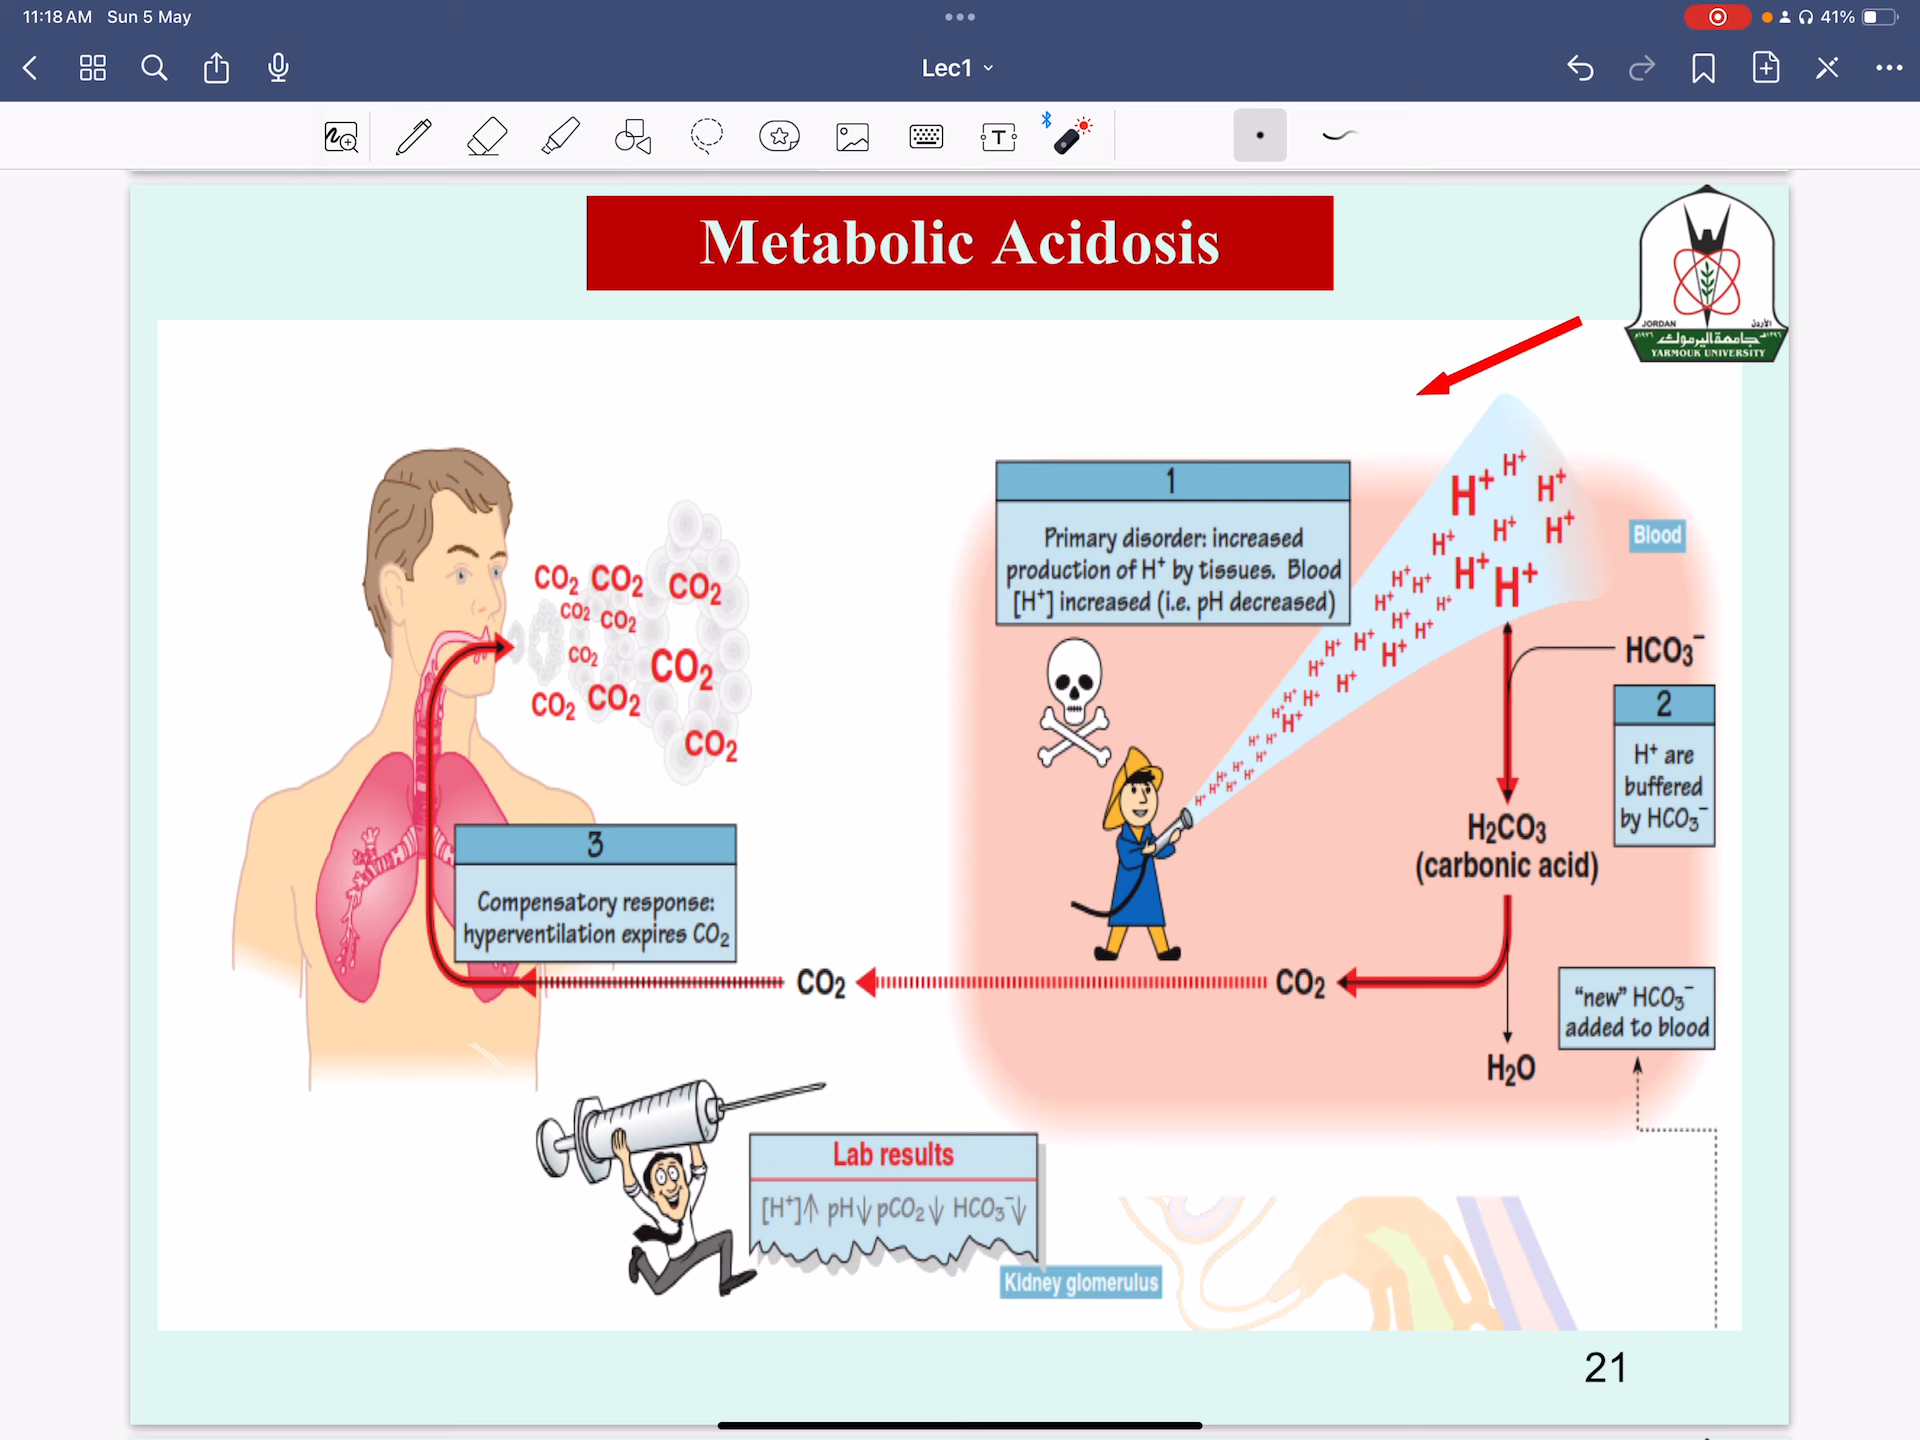 11:18 AM Sun 5 May
41%
Lec1
T
Metabolic Acidosis
JORDAN الأردن
جامعة اليرموك
YARMOUK UNIVERSITY
1
Primary disorder: increased
production of H⁺ by tissues. Blood
[H⁺] increased (i.e. pH decreased)
H⁺ H⁺ H⁺
H⁺ H⁺ H⁺
H⁺ H⁺
H⁺ H⁺ H⁺ H⁺
H⁺ H⁺
H⁺ H⁺ H⁺
H⁺ H⁺
H⁺ H⁺ H⁺
H⁺ H⁺
H⁺ H⁺
H⁺ H⁺ H⁺
H⁺ H⁺ H⁺
Blood
HCO₃⁻
2
H⁺ are
buffered
by HCO₃⁻
H₂CO₃
(carbonic acid)
CO₂ CO₂ CO₂
CO₂ CO₂
CO₂ CO₂
CO₂ CO₂
CO₂
3
Compensatory response:
hyperventilation expires CO₂
CO₂ CO₂
"new" HCO₃⁻
added to blood
H₂O
Lab results
[H⁺]↑ pH↓ pCO₂↓ HCO₃⁻↓
Kidney glomerulus
21